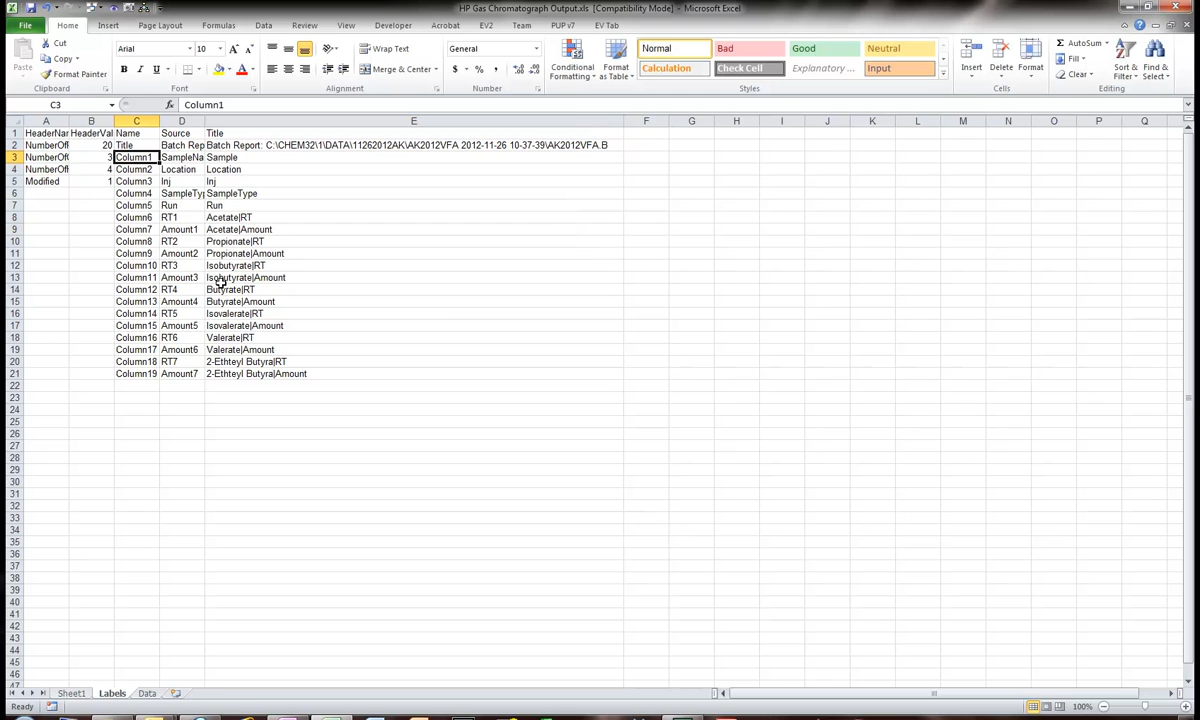 HP Gas Chromatograph Output.xls [Compatibility Mode] - Microsoft Excel
File Home Insert Page Layout Formulas Data Review View Developer Acrobat EV2 Team PUP v7 EV Tab
Paste Cut Copy Format Painter Clipboard
Arial 10 A A B I U A Font
Wrap Text Merge & Center Alignment
General $ % , Number
Conditional Formatting Format as Table
Normal Bad Good Neutral
Calculation Check Cell Explanatory ... Input
Styles
Insert Delete Format Cells
AutoSum Fill Clear Sort & Filter Find & Select Editing
C3 fx Column1
A B C D E F G H I J K L M N O P Q
1 HeaderNar HeaderVal Name Source Title
2 NumberOff 20 Title Batch Rep Batch Report: C:\CHEM32\1\DATA\11262012AK\AK2012VFA 2012-11-26 10-37-39\AK2012VFA.B
3 NumberOff 3 Column1 SampleNa Sample
4 NumberOff 4 Column2 Location Location
5 Modified 1 Column3 Inj Inj
6 Column4 SampleTyp SampleType
7 Column5 Run Run
8 Column6 RT1 Acetate|RT
9 Column7 Amount1 Acetate|Amount
10 Column8 RT2 Propionate|RT
11 Column9 Amount2 Propionate|Amount
12 Column10 RT3 Isobutyrate|RT
13 Column11 Amount3 Isobutyrate|Amount
14 Column12 RT4 Butyrate|RT
15 Column13 Amount4 Butyrate|Amount
16 Column14 RT5 Isovalerate|RT
17 Column15 Amount5 Isovalerate|Amount
18 Column16 RT6 Valerate|RT
19 Column17 Amount6 Valerate|Amount
20 Column18 RT7 2-Ehteyl Butyra|RT
21 Column19 Amount7 2-Ehteyl Butyra|Amount
22
23
24
25
26
27
28
29
30
31
32
33
34
35
36
37
38
39
40
41
42
43
44
45
46
47
Sheet1 Labels Data
Ready 100%